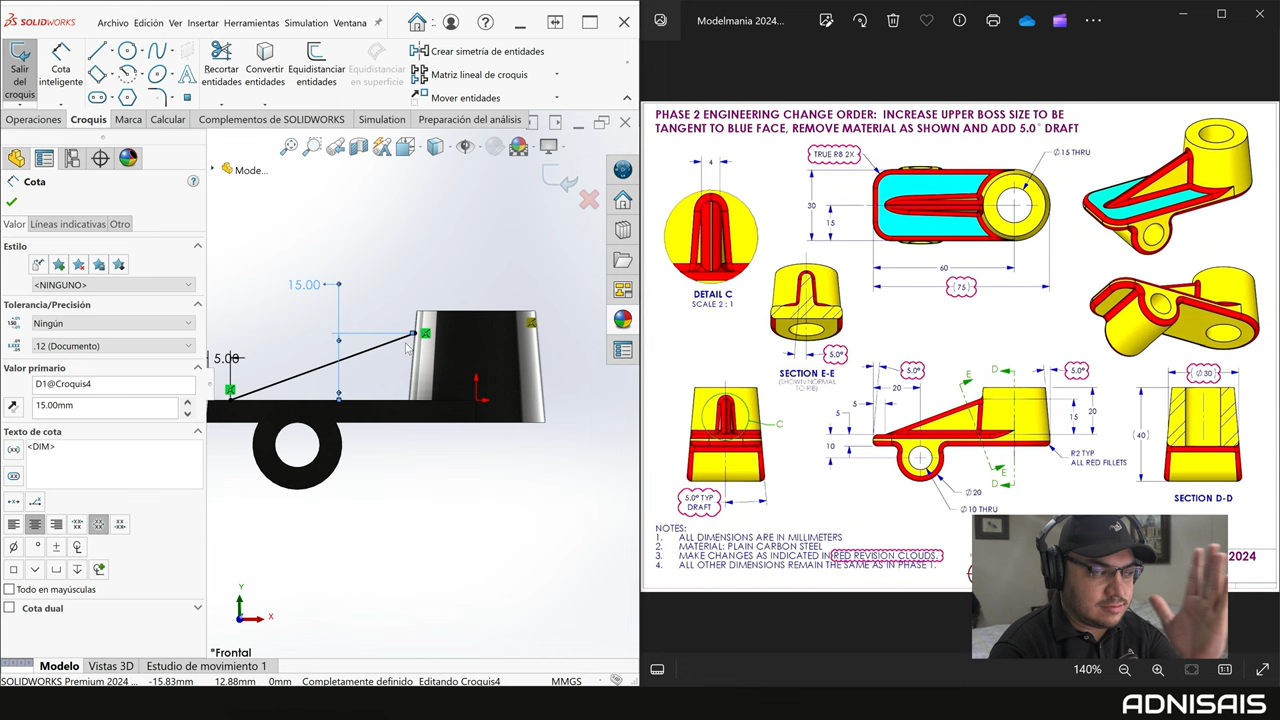 SOLIDWORKS
Archivo Edición Ver Insertar Herramientas Simulation Ventana
Modelmania 2024...
Salir del croquis
Cota inteligente
Recortar entidades
Convertir entidades
Equidistanciar entidades
Equidistanciar en superficie
Crear simetría de entidades
Matriz lineal de croquis
Mover entidades
Operaciones Croquis Marca Calcular Complementos de SOLIDWORKS Simulation Preparación del análisis
Mode...
Cota
Valor Líneas indicativas Otro
Estilo
<NINGUNO>
Tolerancia/Precisión
Ningún
.12 (Documento)
Valor primario
D1@Croquis4
15.00mm
Texto de cota
<DIM>
Todo en mayúsculas
Cota dual
15.00
5.00
Y
X
*Frontal
Modelo Vistas 3D Estudio de movimiento 1
SOLIDWORKS Premium 2024 ... -15.83mm 12.88mm 0mm Completamente definido Editando Croquis4 MMGS
PHASE 2 ENGINEERING CHANGE ORDER: INCREASE UPPER BOSS SIZE TO BE
TANGENT TO BLUE FACE, REMOVE MATERIAL AS SHOWN AND ADD 5.0° DRAFT
4
TRUE R8 2X
Ø15 THRU
30
15
60
(75)
DETAIL C
SCALE 2 : 1
5.0°
SECTION E-E
(SHOWN NORMAL
TO RIB)
5.0°
20
5
5
10
E
D
5.0°
15
20
E
D
R2 TYP
ALL RED FILLETS
Ø20
Ø10 THRU
C
5.0° TYP
DRAFT
Ø30
(40)
SECTION D-D
NOTES:
1. ALL DIMENSIONS ARE IN MILLIMETERS
2. MATERIAL: PLAIN CARBON STEEL
3. MAKE CHANGES AS INDICATED IN RED REVISION CLOUDS.
4. ALL OTHER DIMENSIONS REMAIN THE SAME AS IN PHASE 1.
2024
140%
ADNISAIS